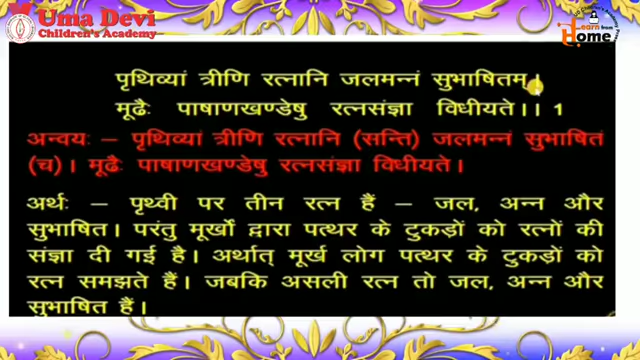 Uma Devi
Children's Academy
Learn from
Home
पृथिव्यां त्रीणि रत्नानि जलमन्नं सुभाषितम्।
मूढैः पाषाणखण्डेषु रत्नसंज्ञा विधीयते।। 1
अन्वयः – पृथिव्यां त्रीणि रत्नानि (सन्ति) जलमन्नं सुभाषितं
(च)। मूढैः पाषाणखण्डेषु रत्नसंज्ञा विधीयते।
अर्थः – पृथ्वी पर तीन रत्न हैं – जल, अन्न और
सुभाषित। परंतु मूर्खो द्वारा पत्थर के टुकड़ों को रत्नों की
संज्ञा दी गई है। अर्थात् मूर्ख लोग पत्थर के टुकड़ों को
रत्न समझते हैं। जबकि असली रत्न तो जल, अन्न और
सुभाषित हैं।